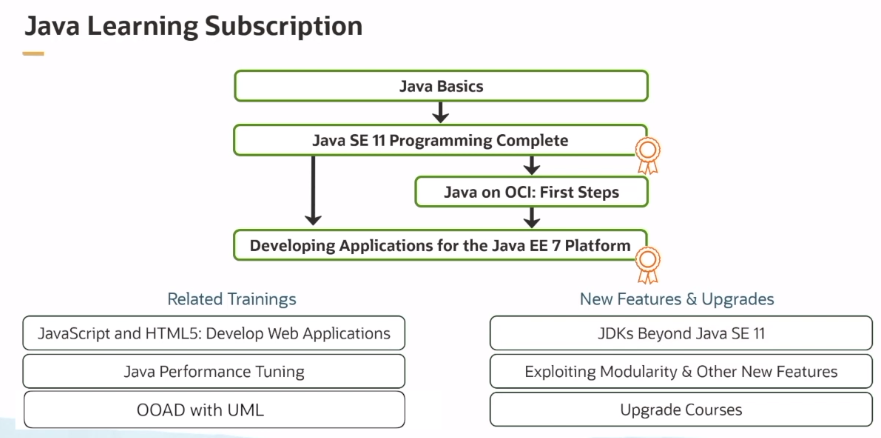 Java Learning Subscription
Java Basics
Java SE 11 Programming Complete
Java on OCI: First Steps
Developing Applications for the Java EE 7 Platform
Related Trainings
JavaScript and HTML5: Develop Web Applications
Java Performance Tuning
OOAD with UML
New Features & Upgrades
JDKs Beyond Java SE 11
Exploiting Modularity & Other New Features
Upgrade Courses